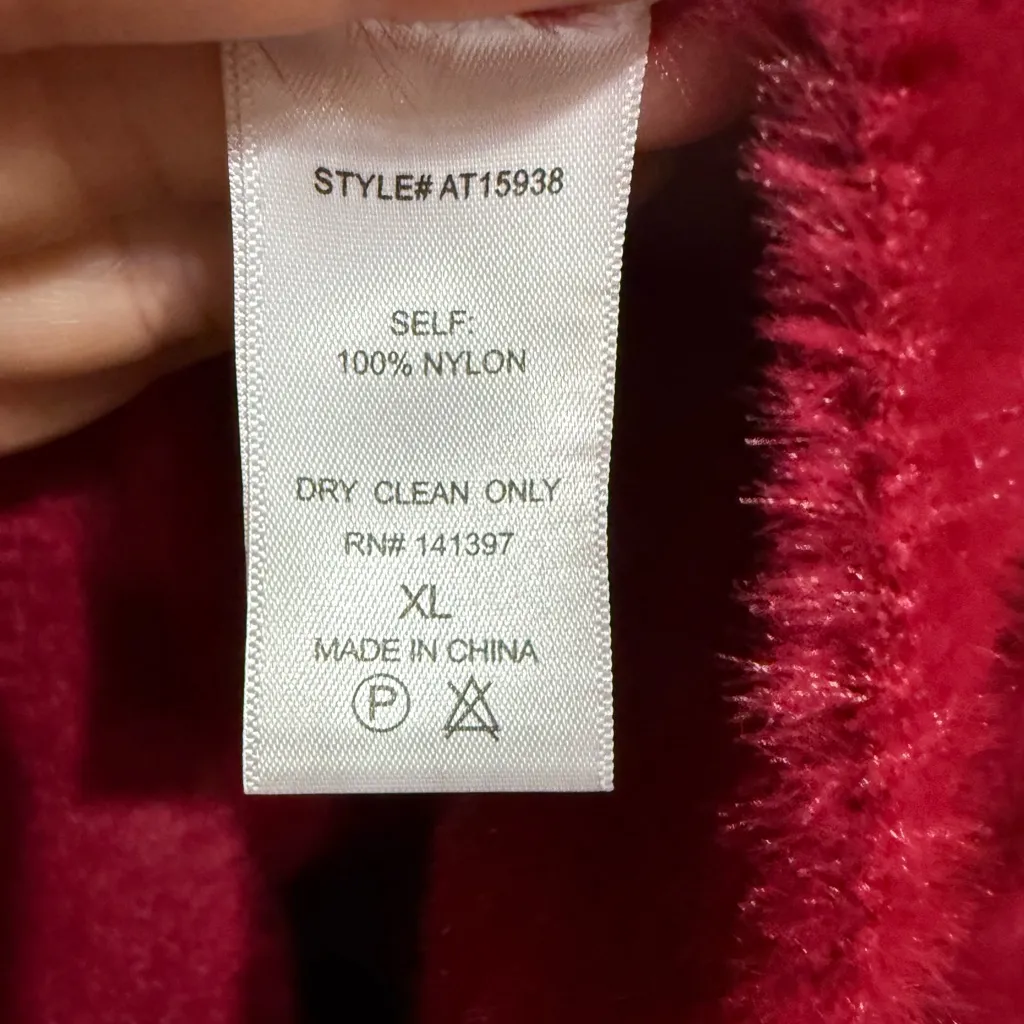 STYLE# AT15938
SELF:
100% NYLON
DRY CLEAN ONLY
RN# 141397
XL
MADE IN CHINA
P